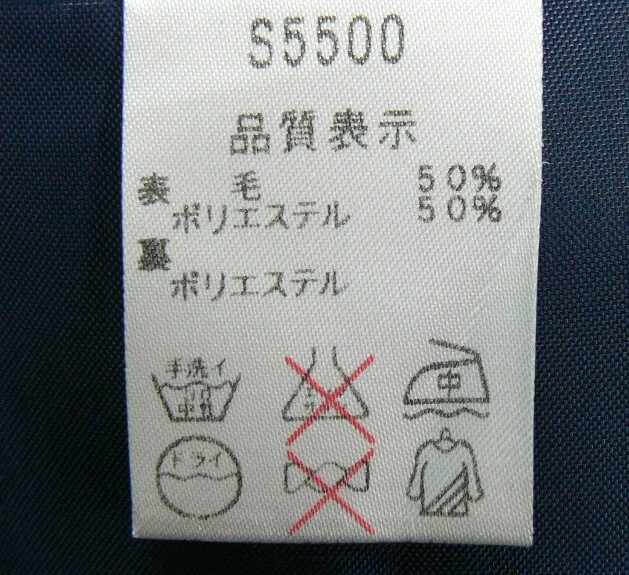 S5500
品質表示
表 毛 50%
ポリエステル 50%
裏
ポリエステル
手洗イ
中
ドライ